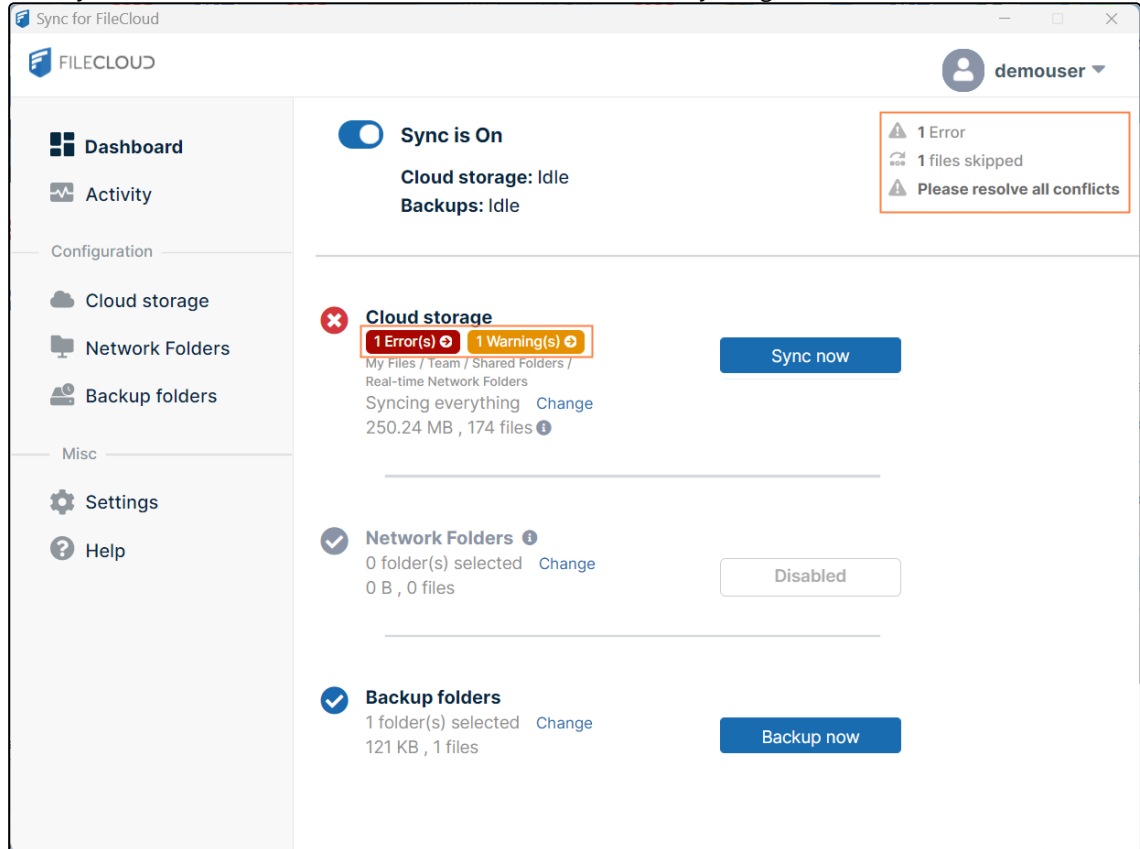 Sync for FileCloud
FILECLOUD
demouser
Dashboard
Activity
Configuration
Cloud storage
Network Folders
Backup folders
Misc
Settings
Help
Sync is On
Cloud storage: Idle
Backups: Idle
1 Error
1 files skipped
Please resolve all conflicts
Cloud storage
1 Error(s) 1 Warning(s)
My Files / Team / Shared Folders /
Real-time Network Folders
Syncing everything Change
250.24 MB , 174 files
Sync now
Network Folders
0 folder(s) selected Change
0 B , 0 files
Disabled
Backup folders
1 folder(s) selected Change
121 KB , 1 files
Backup now